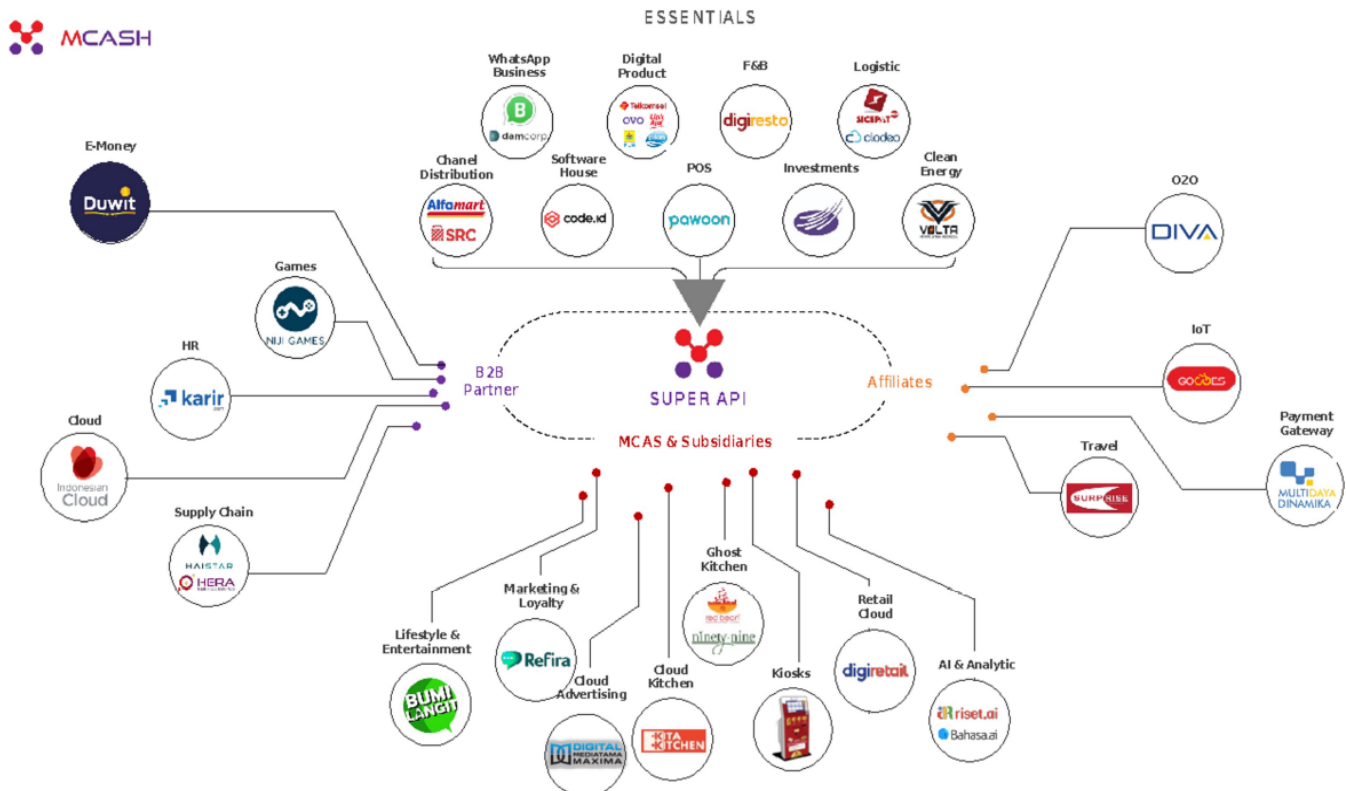 MCASH
ESSENTIALS
WhatsApp
Business
B
damcorp
Digital
Product
Telkomsel
OVO
PLN
F&B
digiresto
Logistic
SICEPAT
clodeo
Chanel
Distribution
Alfamart
SRC
Software
House
code.id
POS
pawoon
Investments
Clean
Energy
VOLTA
E-Money
Duwit
Games
NIJI GAMES
HR
karir
.com
Cloud
Indonesian
Cloud
Supply Chain
HAISTAR
HERA
B2B
Partner
SUPER API
MCAS & Subsidiaries
Affiliates
O2O
DIVA
IoT
GOWES
Payment
Gateway
MULTIDAYA
DINAMIKA
Travel
SURPRISE
Lifestyle &
Entertainment
BUMI
LANGIT
Marketing &
Loyalty
Refira
Cloud
Advertising
DIGITAL
MEDIATAMA
MAXIMA
Cloud
Kitchen
KITA
KITCHEN
Ghost
Kitchen
red bean
ninety-nine
Kiosks
Retail
Cloud
digiretail
AI & Analytic
riset.ai
Bahasa.ai